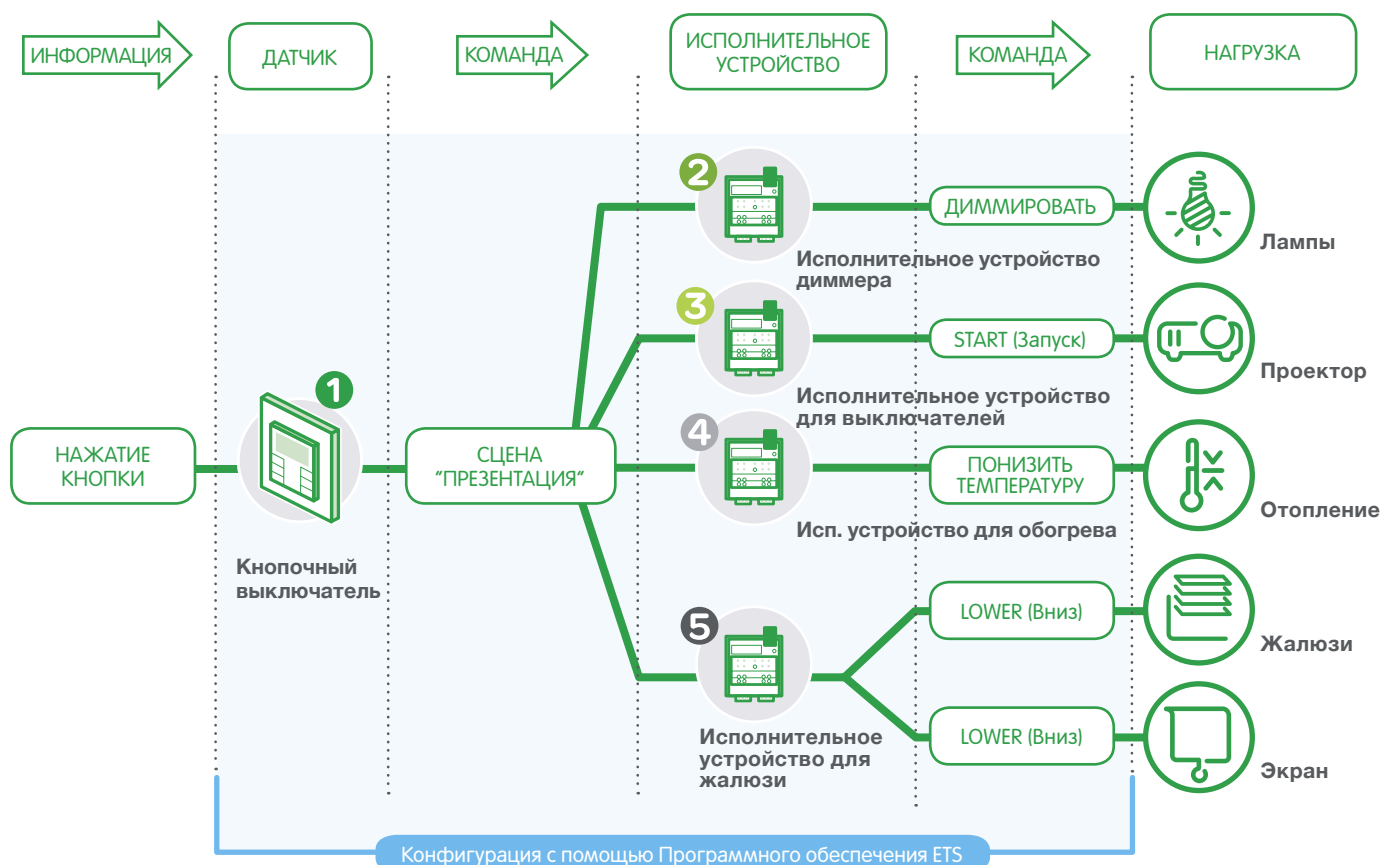 ИНФОРМАЦИЯ
ДАТЧИК
КОМАНДА
ИСПОЛНИТЕЛЬНОЕ
УСТРОЙСТВО
КОМАНДА
НАГРУЗКА
2
ДИММИРОВАТЬ
Лампы
Исполнительное устройство
диммера
3
START (Запуск)
Проектор
Исполнительное устройство
для выключателей
1
НАЖАТИЕ
КНОПКИ
Кнопочный
выключатель
СЦЕНА
“ПРЕЗЕНТАЦИЯ”
4
ПОНИЗИТЬ
ТЕМПЕРАТУРУ
Отопление
Исп. устройство для обогрева
5
LOWER (Вниз)
Жалюзи
Исполнительное
устройство для
жалюзи
LOWER (Вниз)
Экран
Конфигурация с помощью Программного обеспечения ETS